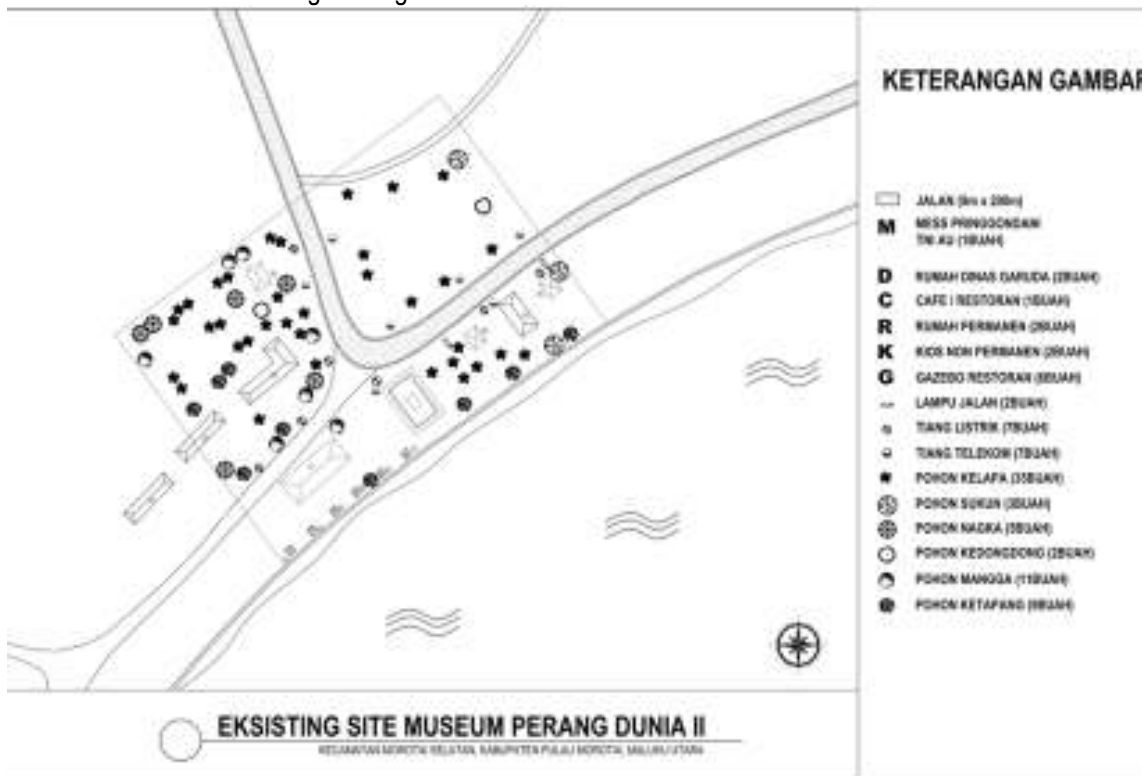 KETERANGAN GAMBAR
JALAN (8m x 200m)
M MESS PRINGGONDANI
TNI AU (1BUAH)
D RUMAH DINAS GARUDA (2BUAH)
C CAFE / RESTORAN (1BUAH)
R RUMAH PERMANEN (2BUAH)
K KIOS NON PERMANEN (2BUAH)
G GAZEBO RESTORAN (6BUAH)
LAMPU JALAN (2BUAH)
TIANG LISTRIK (7BUAH)
TIANG TELEKOM (7BUAH)
POHON KELAPA (35BUAH)
POHON SUKUN (3BUAH)
POHON NAGKA (5BUAH)
POHON KEDONGDONG (2BUAH)
POHON MANGGA (11BUAH)
POHON KETAPANG (9BUAH)
EKSISTING SITE MUSEUM PERANG DUNIA II
KECAMATAN MOROTAI SELATAN, KABUPATEN PULAU MOROTAI, MALUKU UTARA